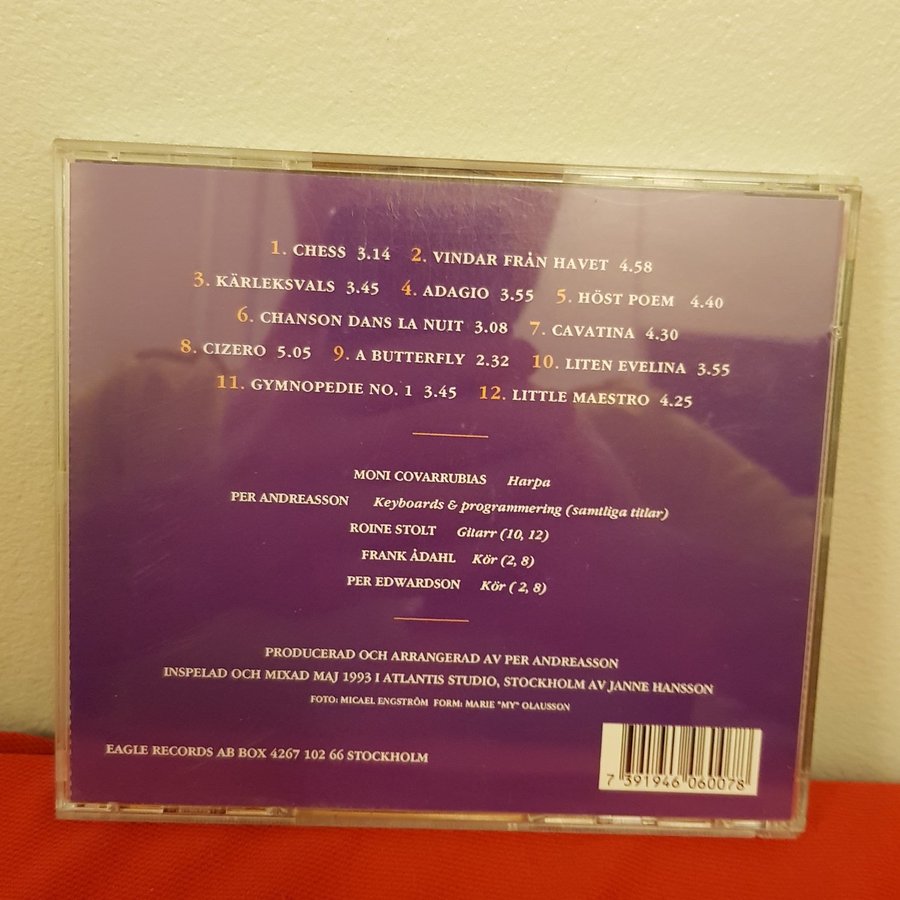 1. CHESS 3.14 2. VINDAR FRÅN HAVET 4.58
3. KÄRLEKSVALS 3.45 4. ADAGIO 3.55 5. HÖST POEM 4.40
6. CHANSON DANS LA NUIT 3.08 7. CAVATINA 4.30
8. CIZERO 5.05 9. A BUTTERFLY 2.32 10. LITEN EVELINA 3.55
11. GYMNOPEDIE NO. 1 3.45 12. LITTLE MAESTRO 4.25
MONI COVARRUBIAS Harpa
PER ANDREASSON Keyboards & programmering (samtliga titlar)
ROINE STOLT Gitarr (10, 12)
FRANK ÅDAHL Kör (2, 8)
PER EDWARDSON Kör ( 2, 8)
PRODUCERAD OCH ARRANGERAD AV PER ANDREASSON
INSPELAD OCH MIXAD MAJ 1993 I ATLANTIS STUDIO, STOCKHOLM AV JANNE HANSSON
FOTO: MICAEL ENGSTRÖM FORM: MARIE "MY" OLAUSSON
EAGLE RECORDS AB BOX 4267 102 66 STOCKHOLM
7 391946 060078